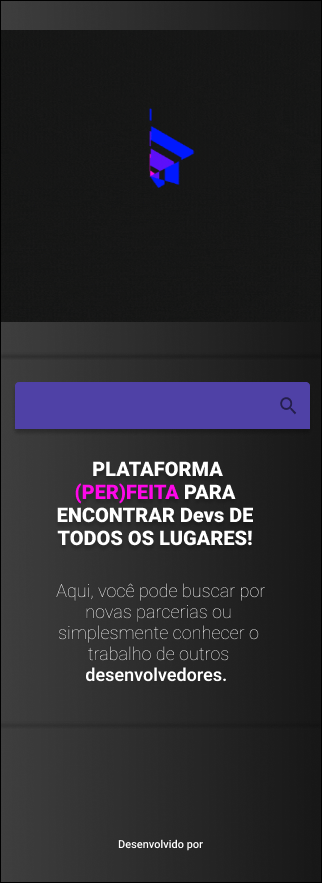 PLATAFORMA
(PER)FEITA PARA
ENCONTRAR Devs DE
TODOS OS LUGARES!
Aqui, você pode buscar por
novas parcerias ou
simplesmente conhecer o
trabalho de outros
desenvolvedores.
Desenvolvido por